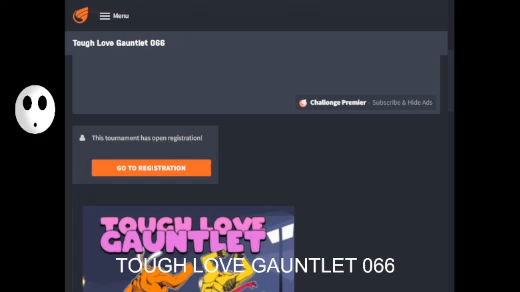 Menu
Tough Love Gauntlet 066
Challonge Premier - Subscribe & Hide Ads
This tournament has open registration!
GO TO REGISTRATION
TOUGH LOVE
GAUNTLET
TOUGH LOVE GAUNTLET 066